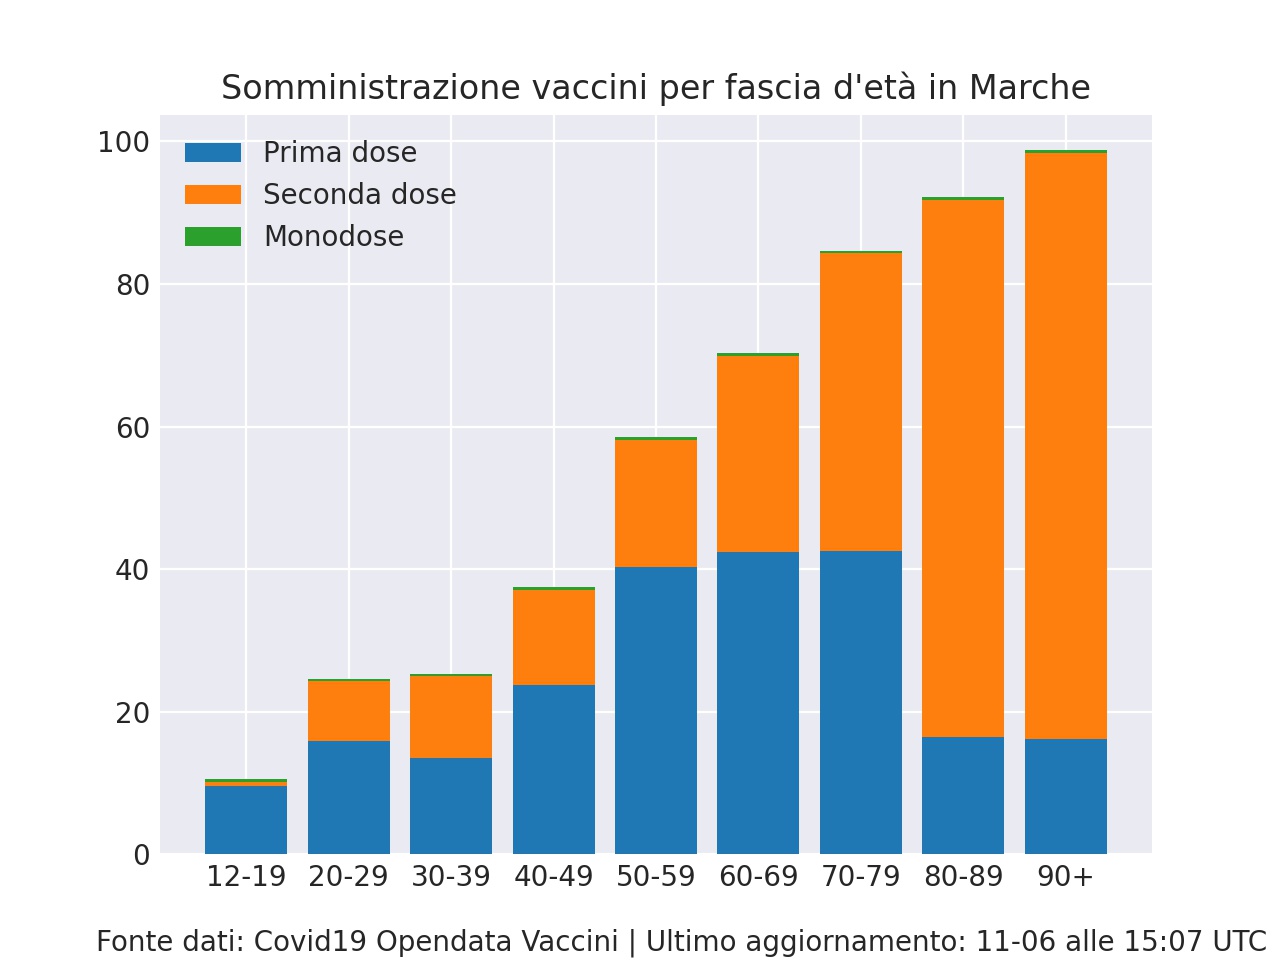 Somministrazione vaccini per fascia d'età in Marche
100
80
60
40
20
0
Prima dose
Seconda dose
Monodose
12-19 20-29 30-39 40-49 50-59 60-69 70-79 80-89 90+
Fonte dati: Covid19 Opendata Vaccini | Ultimo aggiornamento: 11-06 alle 15:07 UTC